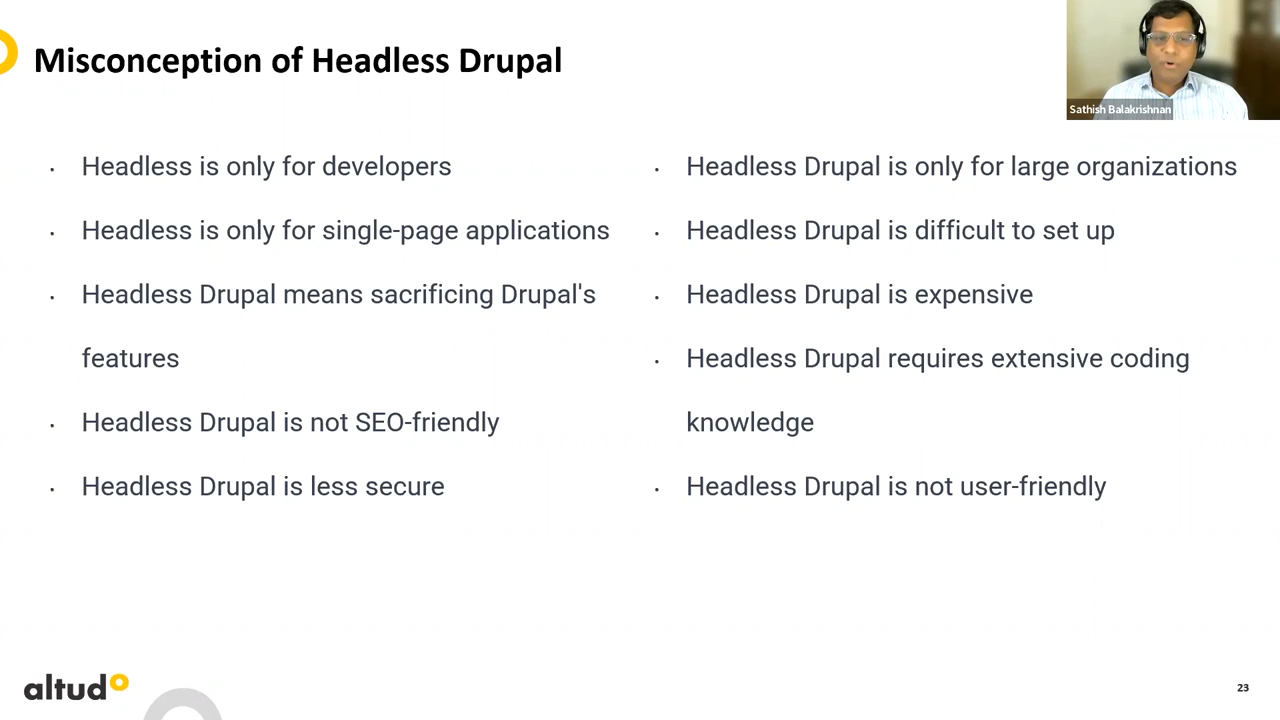 Misconception of Headless Drupal
Sathish Balakrishnan
· Headless is only for developers
· Headless is only for single-page applications
· Headless Drupal means sacrificing Drupal's
features
· Headless Drupal is not SEO-friendly
· Headless Drupal is less secure
· Headless Drupal is only for large organizations
· Headless Drupal is difficult to set up
· Headless Drupal is expensive
· Headless Drupal requires extensive coding
knowledge
· Headless Drupal is not user-friendly
altudo
23